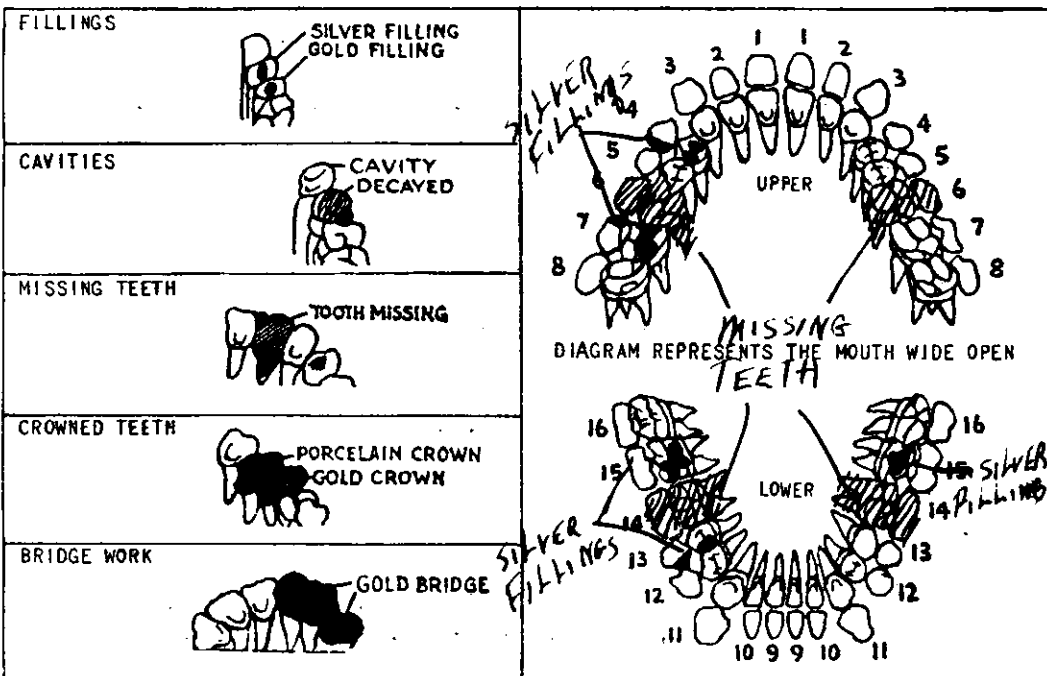 FILLINGS
SILVER FILLING
GOLD FILLING
CAVITIES
CAVITY
DECAYED
MISSING TEETH
TOOTH MISSING
CROWNED TEETH
PORCELAIN CROWN
GOLD CROWN
BRIDGE WORK
GOLD BRIDGE
SILVER
FILLINGS
1 1
2 2
3 3
4 4
5 5
6
7 7
8 8
UPPER
MISSING
DIAGRAM REPRESENTS THE MOUTH WIDE OPEN
TEETH
16 16
15 15 SILVER
LOWER
14 14 FILLING
SILVER
FILLINGS
13 13
12 12
11 11
10 9 9 10